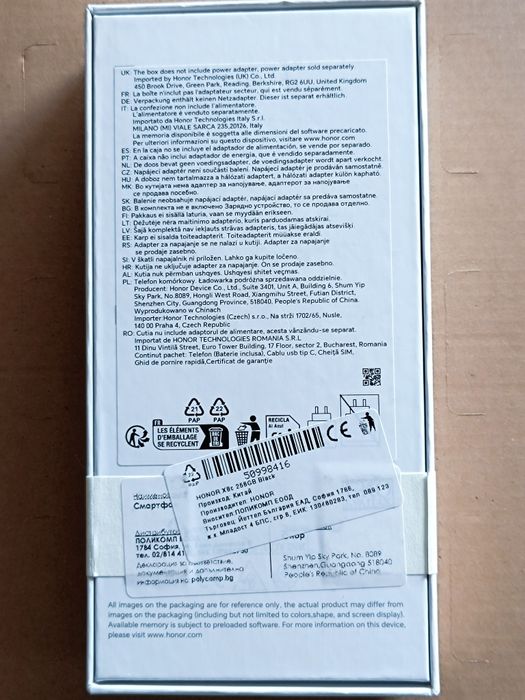 UK The box does not include power adapter, power adapter sold separately
Imported by Honor Technologies (UK) Co., Ltd.
450 Brook Drive, Green Park, Reading, Berkshire, RG2 6UU, United Kingdom
FR La boîte n'inclut pas l'adaptateur secteur, qui est vendu séparément.
DE Verpackung enthält keinen Netzadapter. Dieser ist separat erhältlich.
IT: La confezione non include l'alimentatore.
L'alimentatore è venduto separatamente.
Importato da Honor Technologies Italy S.r.l.
MILANO (MI) VIALE SARCA 235,20126, Italy
La memoria disponibile è soggetta alle dimensioni del software precaricato.
Per ulteriori informazioni su questo dispositivo, visitare www.honor.com
ES: En la caja no se incluye el adaptador de alimentación, se vende por separado.
PT: A caixa não inclui adaptador de energia, que é vendido separadamente.
NL: De doos bevat geen voedingsadapter, de voedingsadapter wordt apart verkocht
CZ: Napájecí adaptér není součástí balení. Napájecí adaptér je prodáván samostatně.
HU: A doboz nem tartalmazza a hálózati adaptert, a hálózati adapter külön kapható.
MK: Во кутијата нема адаптер за напојување, адаптерот за напојување
се продава посебно.
SK: Balenie neobsahuje napájací adaptér, napájací adaptér sa predáva samostatne.
BG: В комплекта не е включено Зарядно устройство, то се продава отделно.
FI: Pakkaus ei sisällä laturia, vaan se myydään erikseen.
LT: Dėžutėje nėra maitinimo adapterio, kuris parduodamas atskirai.
LV: Šajā komplektā nav iekļauts strāvas adapteris, tas jāiegādājas atsevišķi
EE: Karp ei sisalda toiteadapterit. Toiteadapterit müüakse eraldi.
RS: Adapter za napajanje se ne nalazi u kutiji. Adapter za napajanje
se prodaje zasebno.
SI: V škatli napajalnik ni priložen. Lahko ga kupite ločeno.
HR: Kutija ne uključuje adapter za napajanje. On se prodaje zasebno.
AL: Kutia nuk përmban ushqyes. Ushqyesi shitet veçmas.
PL: Telefon komórkowy. Ładowarka podróżna sprzedawana oddzielnie.
Producent: Honor Device Co., Ltd., Suite 3401, Unit A, Building 6, Shum Yip
Sky Park, No.8089, Hongli West Road, Xiangmihu Street, Futian District,
Shenzhen City, Guangdong Province, 518040, People's Republic of China.
Wyprodukowano w Chinach
Importer:Honor Technologies (Czech) s.r.o., Na strži 1702/65, Nusle,
140 00 Praha 4, Czech Republic
RO: Cutia nu include adaptorul de alimentare, acesta vânzându-se separat.
Importat de HONOR TECHNOLOGIES ROMANIA S.R.L
11 Dinu Vintilă Street, Euro Tower Building, 17 Floor, sector 2, Bucharest, Romania
Conținut pachet: Telefon (Baterie inclusa), Cablu usb tip C, Cheiță SIM,
Ghid de pornire rapidă,Certificat de garanție
21
PAP
22
PAP
FR
LES ÉLÉMENTS
D'EMBALLAGE
SE RECYCLENT
RECICLA
Al Azul
CE
22
PAP
50998416
HONOR X8c 256GB Black
Произход: Китай
Производител: HONOR
Вносител:ПОЛИКОМП ЕООД
Търговец: Йеттел България ЕАД, София 1766,
ж к Младост 4 БПС, сгр 6, ЕИК 130460283, тел 089 123
Смартфо
ПОЛИКОМП
1784 София,
тел. 02/814 41
информация на: polycomp.bg
Shum Yip Sky Park, No. 8089
Shenzhen, Guangdong 518040
People's Republic of China
All images on the packaging are for reference only, the actual product may differ from
images on the packaging (including but not limited to colors,shape, and screen display).
Available memory is subject to preloaded software. For more information on this device,
please visit www.honor.com